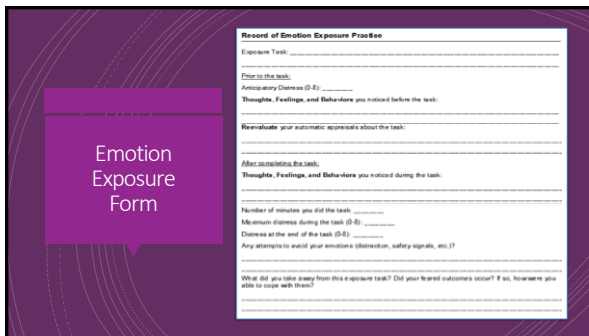 Emotion
Exposure
Form
Record of Emotion Exposure Practice
Exposure Task:
Prior to the task:
Anticipatory Distress (0-8):
Thoughts, Feelings, and Behaviors you noticed before the task:
Reevaluate your automatic appraisals about the task:
After completing the task:
Thoughts, Feelings, and Behaviors you noticed during the task:
Number of minutes you did the task:
Maximum distress during the task (0-8):
Distress at the end of the task (0-8):
Any attempts to avoid your emotions (distraction, safety signals, etc.)?
What did you take away from this exposure task? Did your feared outcomes occur? If so, how were you
able to cope with them?